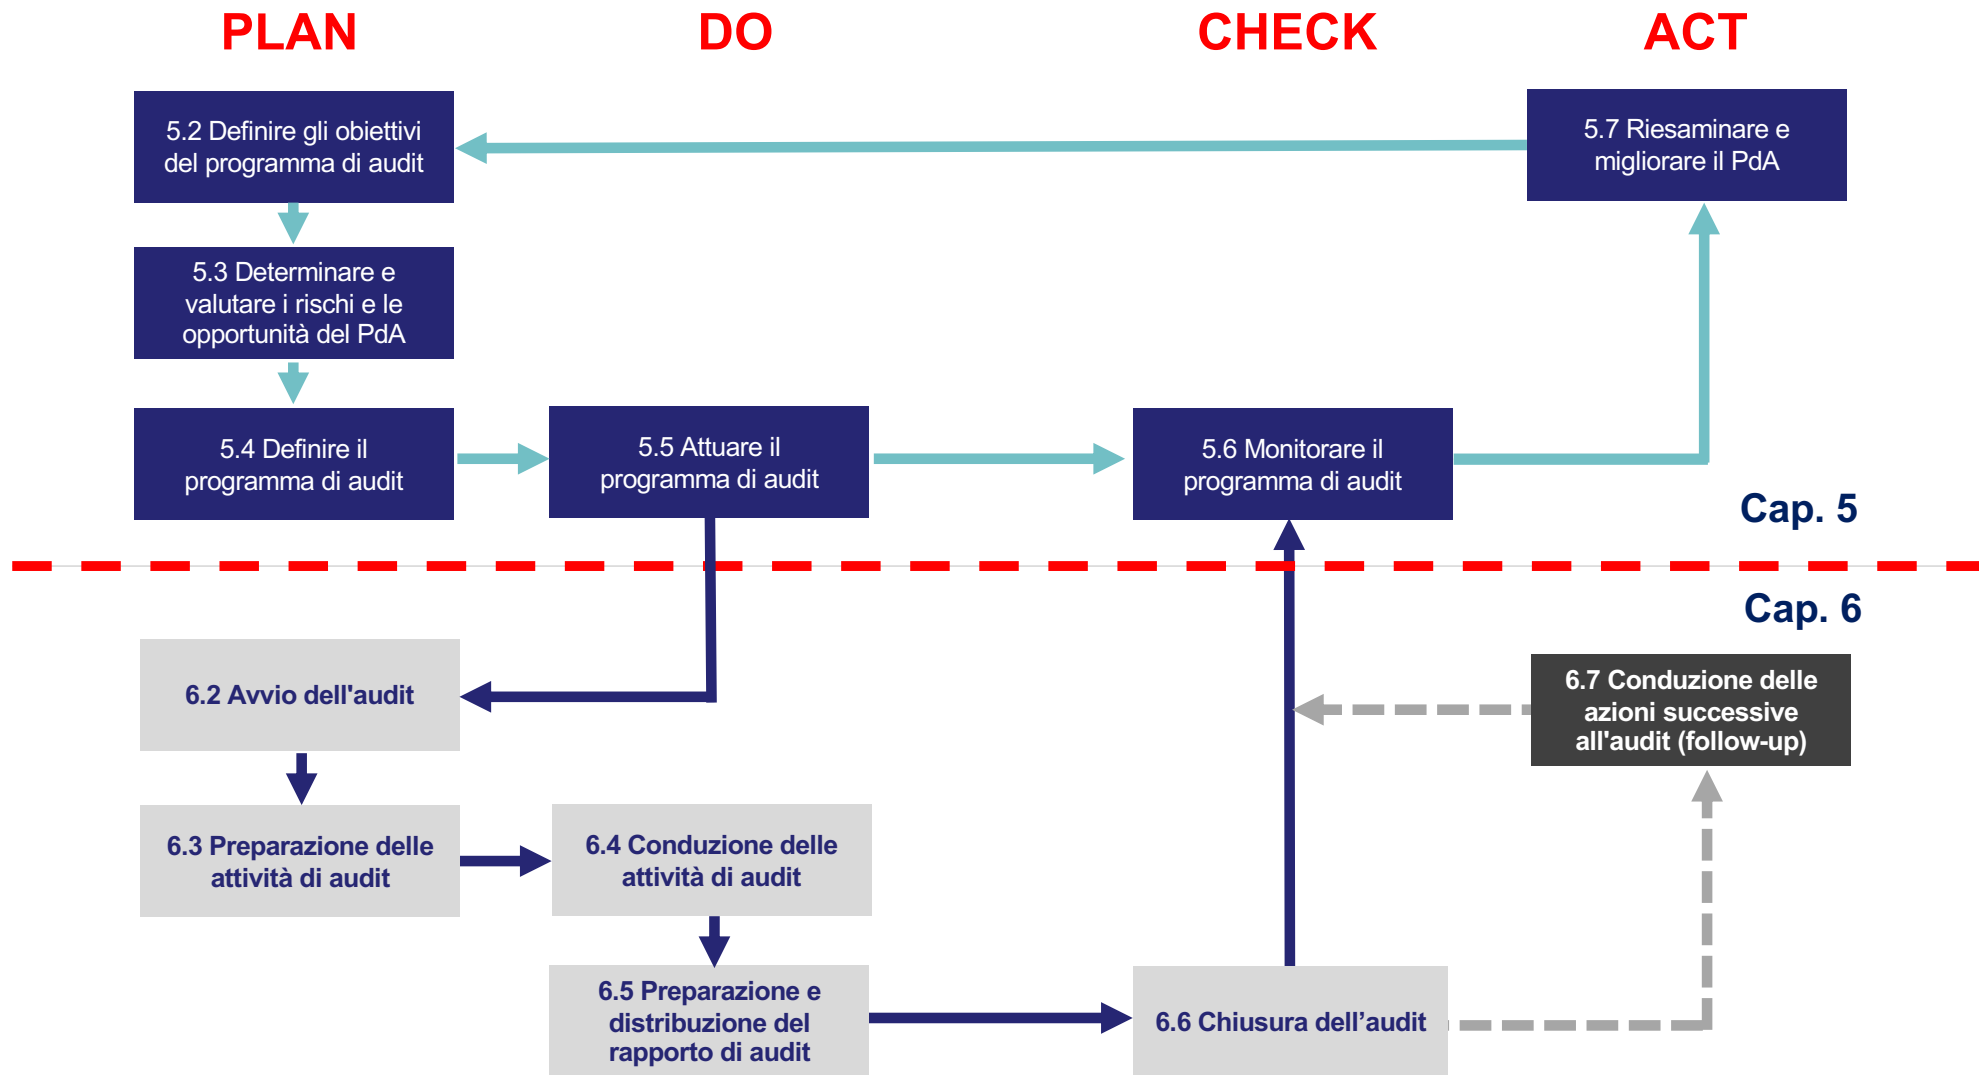 PLAN
DO
CHECK
ACT
5.2 Definire gli obiettivi
del programma di audit
5.7 Riesaminare e
migliorare il PdA
5.3 Determinare e
valutare i rischi e le
opportunità del PdA
5.4 Definire il
programma di audit
5.5 Attuare il
programma di audit
5.6 Monitorare il
programma di audit
Cap. 5
Cap. 6
6.2 Avvio dell'audit
6.7 Conduzione delle
azioni successive
all'audit (follow-up)
6.3 Preparazione delle
attività di audit
6.4 Conduzione delle
attività di audit
6.5 Preparazione e
distribuzione del
rapporto di audit
6.6 Chiusura dell’audit